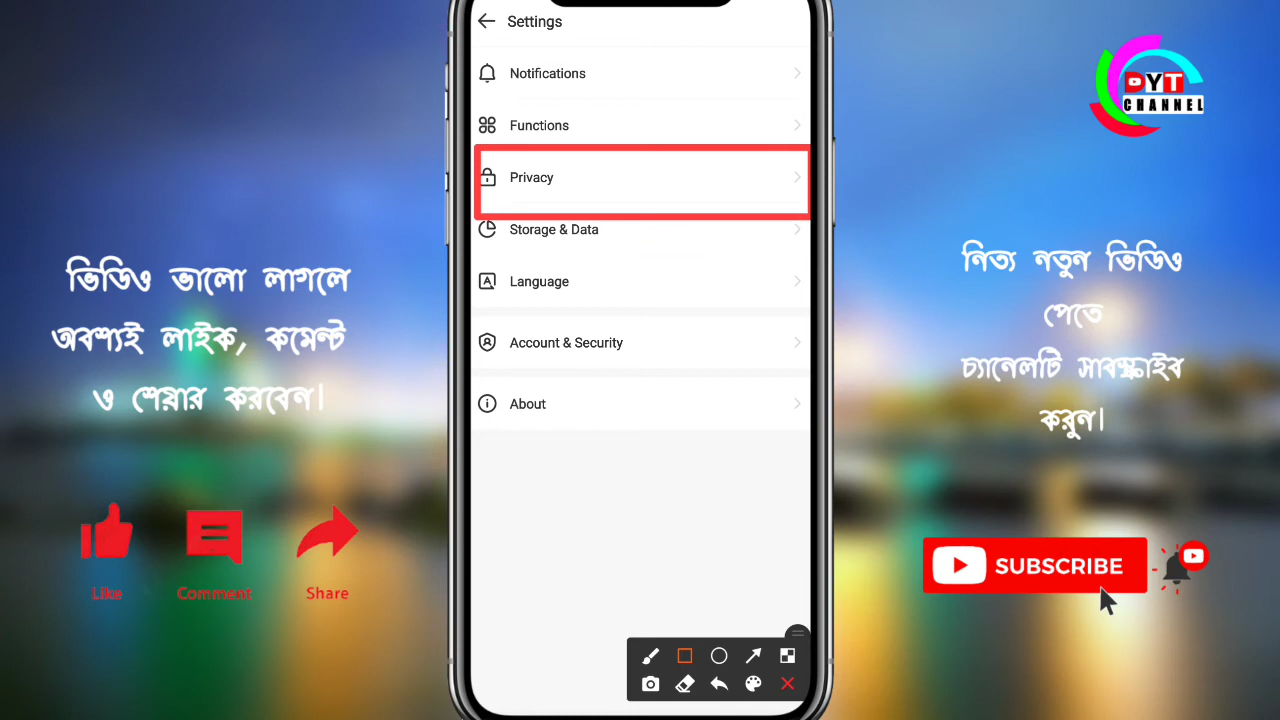 Settings
Notifications
Functions
Privacy
Storage & Data
Language
Account & Security
About
ভিডিও ভালো লাগলে
অবশ্যই লাইক, কমেন্ট
ও শেয়ার করবেন।
Like
Comment
Share
DYT
CHANNEL
নিত্য নতুন ভিডিও
পেতে
চ্যানেলটি সাবস্ক্রাইব
করুন।
SUBSCRIBE